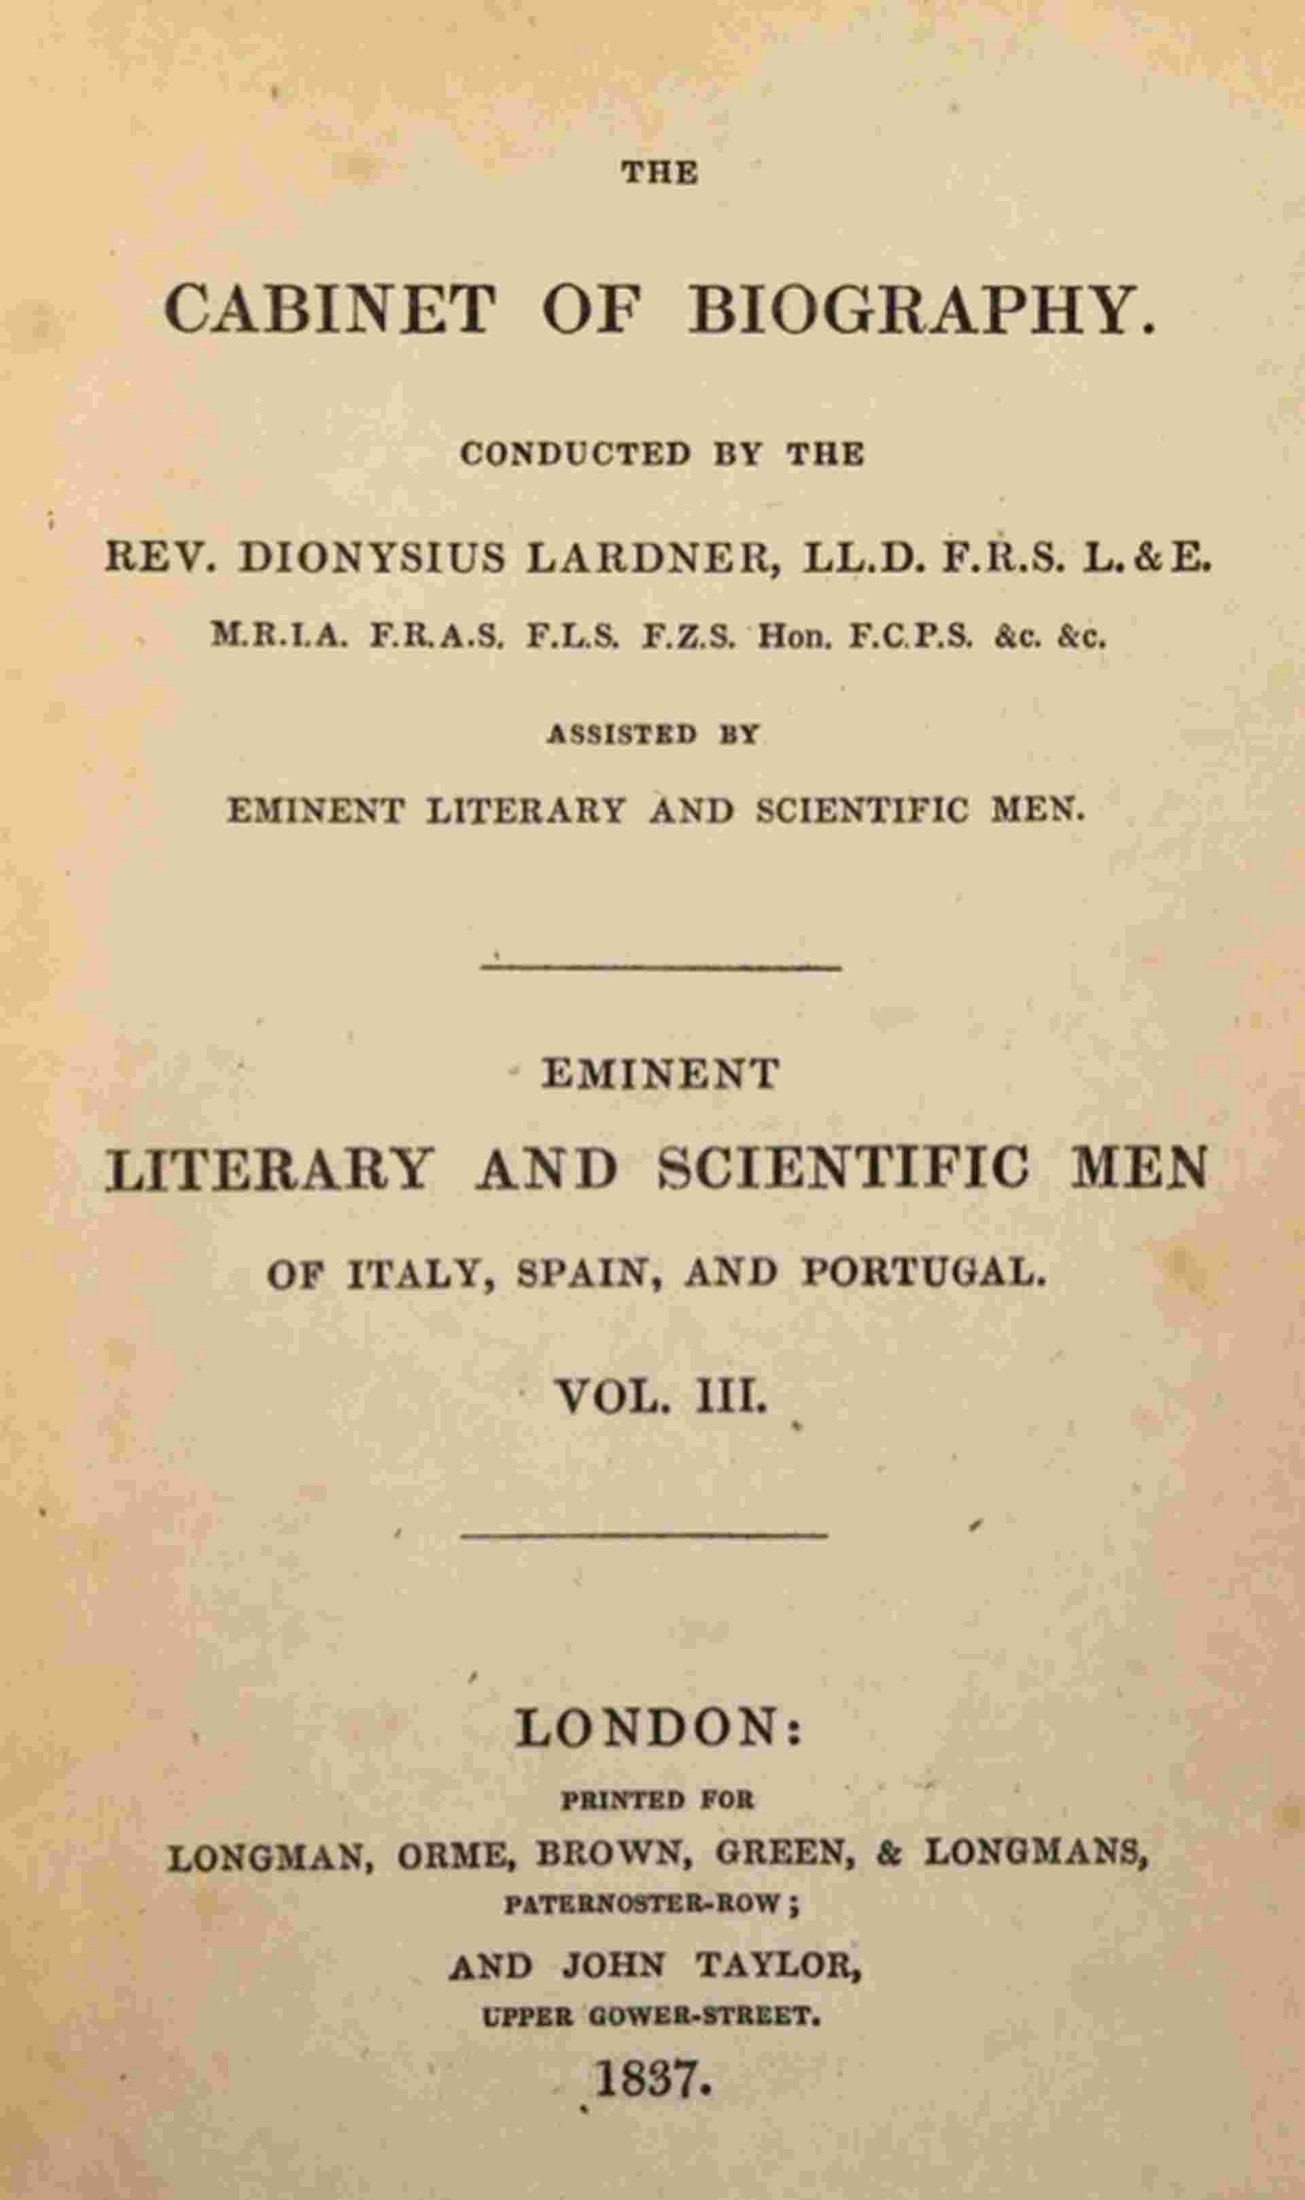 THE
CABINET OF BIOGRAPHY.
CONDUCTED BY THE
REV. DIONYSIUS LARDNER, LL.D. F.R.S. L. & E.
M.R.I.A. F.R.A.S. F.L.S. F.Z.S. Hon. F.C.P.S. &c. &c.
ASSISTED BY
EMINENT LITERARY AND SCIENTIFIC MEN.
EMINENT
LITERARY AND SCIENTIFIC MEN
OF ITALY, SPAIN, AND PORTUGAL.
VOL. III.
LONDON:
PRINTED FOR
LONGMAN, ORME, BROWN, GREEN, & LONGMANS,
PATERNOSTER-ROW;
AND JOHN TAYLOR,
UPPER GOWER-STREET.
1837.